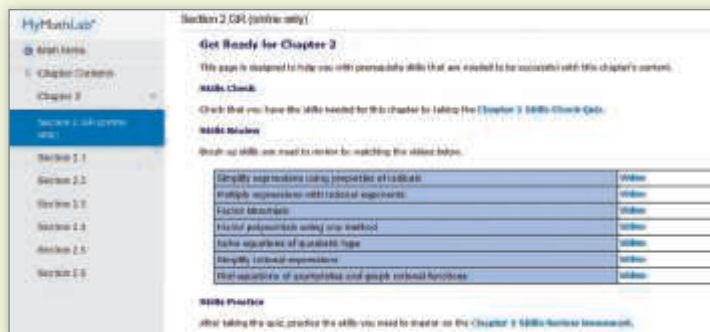 MyMathLab®
Main Menu
Chapter Contents
Chapter 2
Section 2 GR (online only)
Section 2.1
Section 2.2
Section 2.3
Section 2.4
Section 2.5
Section 2.6
Section 2 GR (online only)
Get Ready for Chapter 2
This page is designed to help you with prerequisite skills that are needed to be successful with this chapter's content.
Skills Check
Check that you have the skills needed for this chapter by taking the Chapter 2 Skills Check Quiz.
Skills Review
Brush up skills you need to review by watching the videos below.
Simplify expressions using properties of radicals Video
Multiply expressions with rational exponents Video
Factor binomials Video
Factor polynomials using any method Video
Solve equations of quadratic type Video
Simplify rational expressions Video
Find equations of asymptotes and graph rational functions Video
Skills Practice
After taking the quiz, practice the skills you need to master on the Chapter 2 Skills Review Homework.